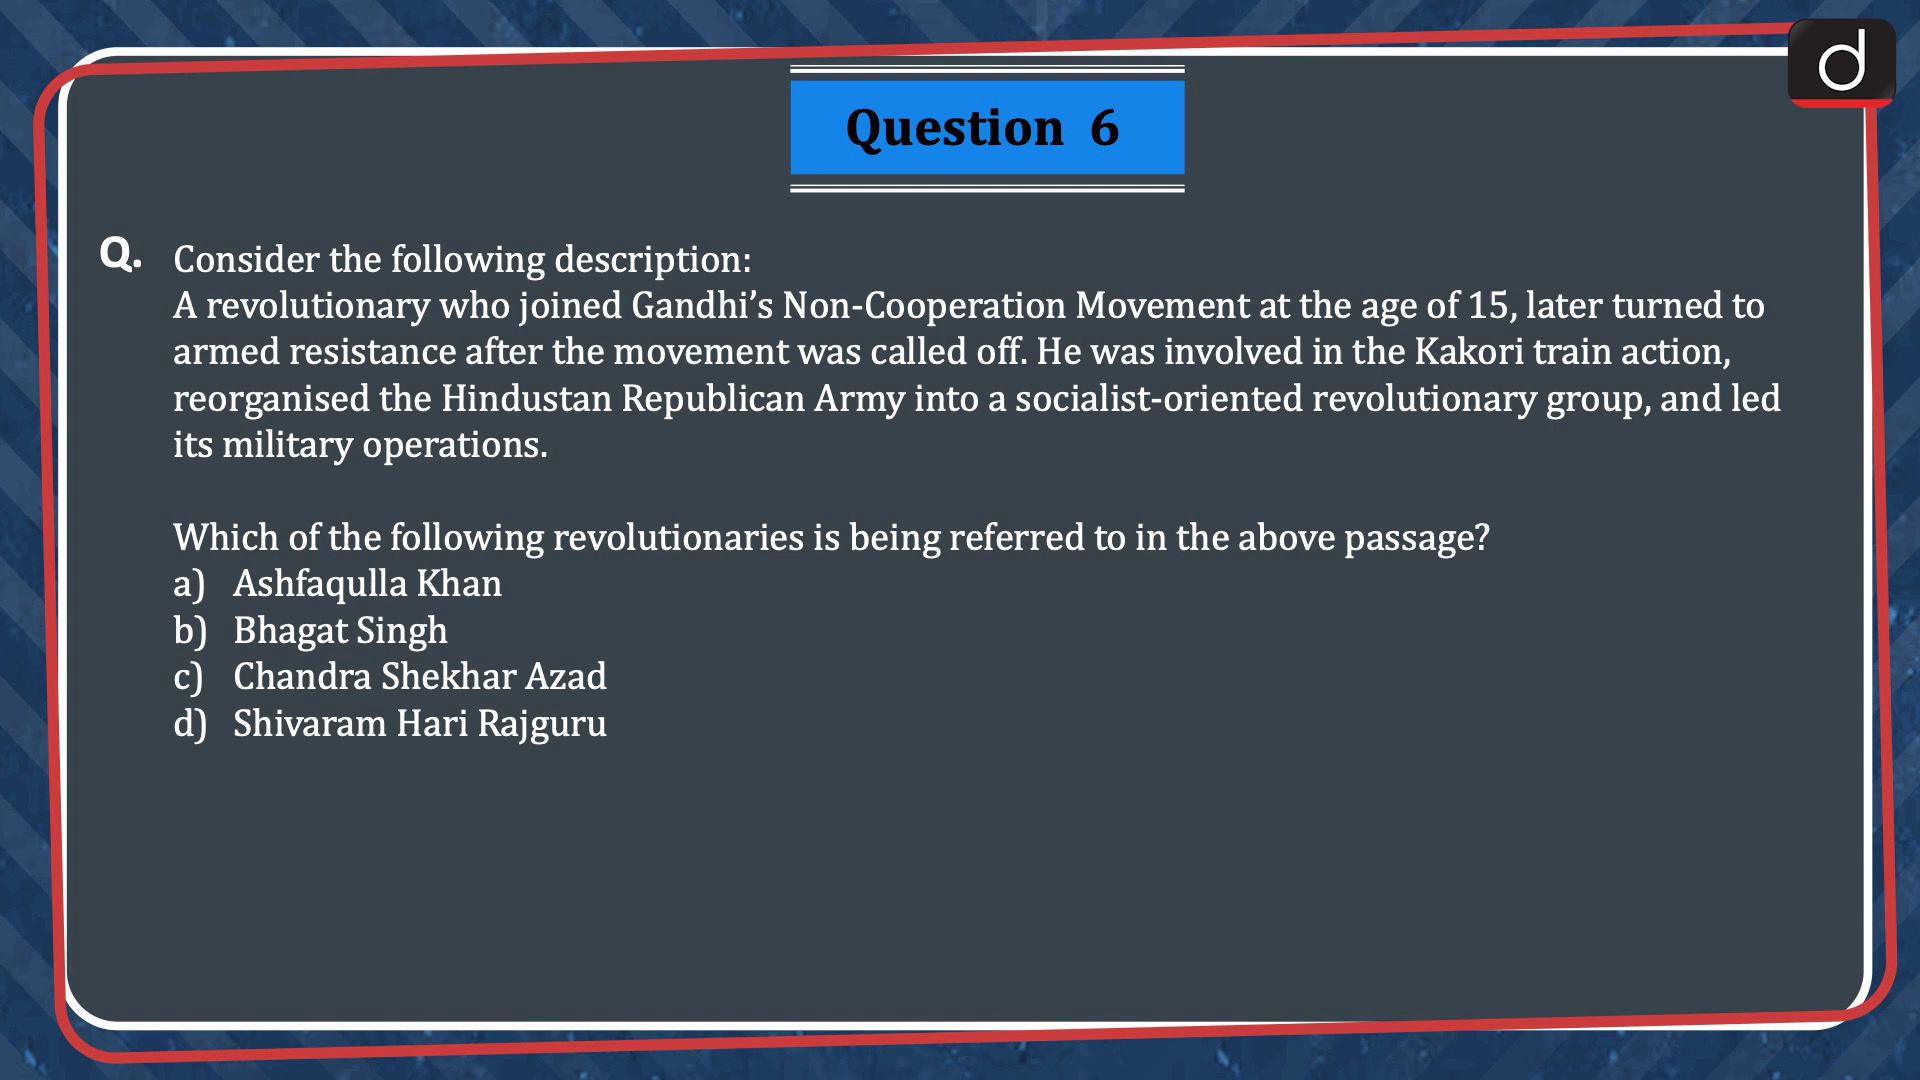 d
Question 6
Q. Consider the following description:
A revolutionary who joined Gandhi’s Non-Cooperation Movement at the age of 15, later turned to
armed resistance after the movement was called off. He was involved in the Kakori train action,
reorganised the Hindustan Republican Army into a socialist-oriented revolutionary group, and led
its military operations.
Which of the following revolutionaries is being referred to in the above passage?
a) Ashfaqulla Khan
b) Bhagat Singh
c) Chandra Shekhar Azad
d) Shivaram Hari Rajguru